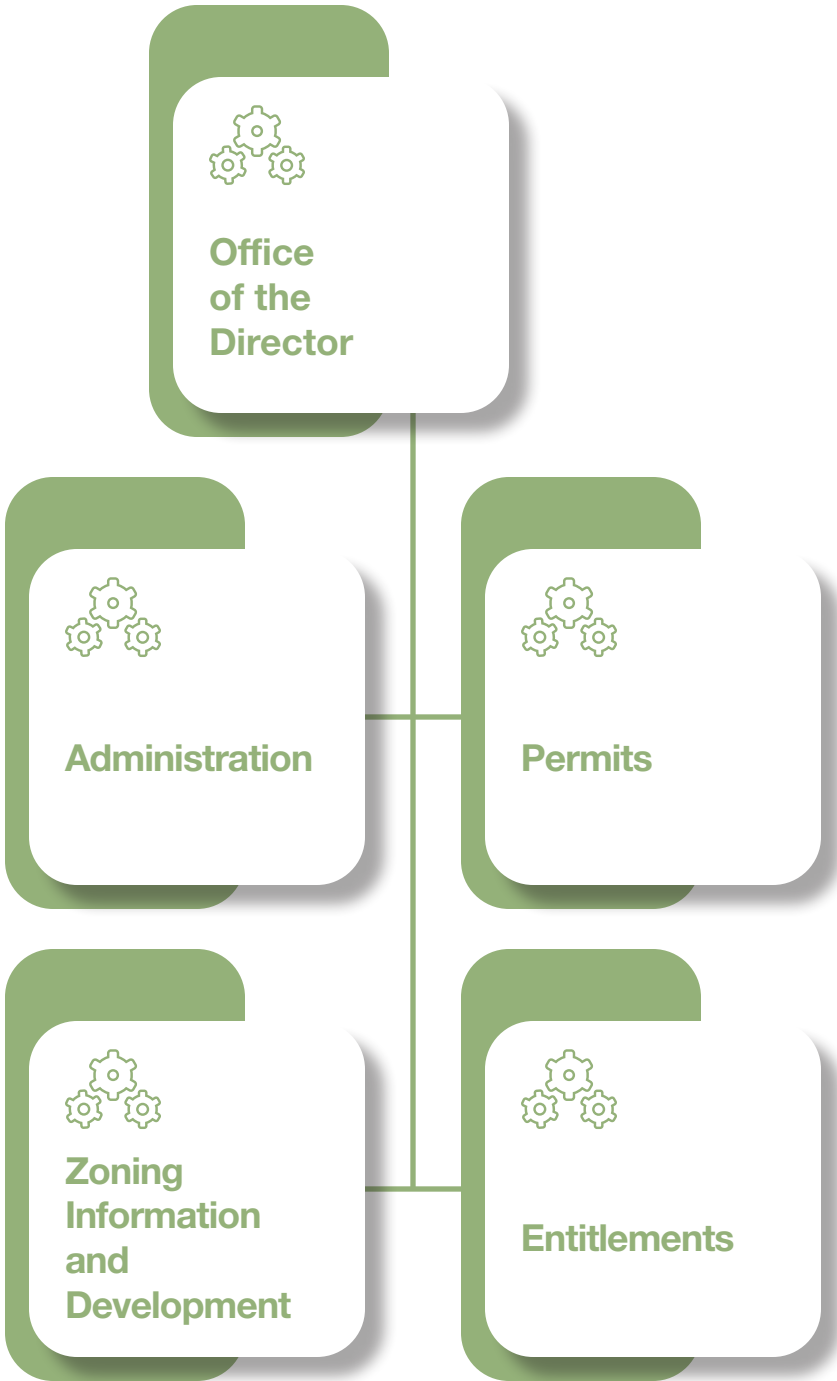 Office
of the
Director
Administration
Permits
Zoning
Information
and
Development
Entitlements